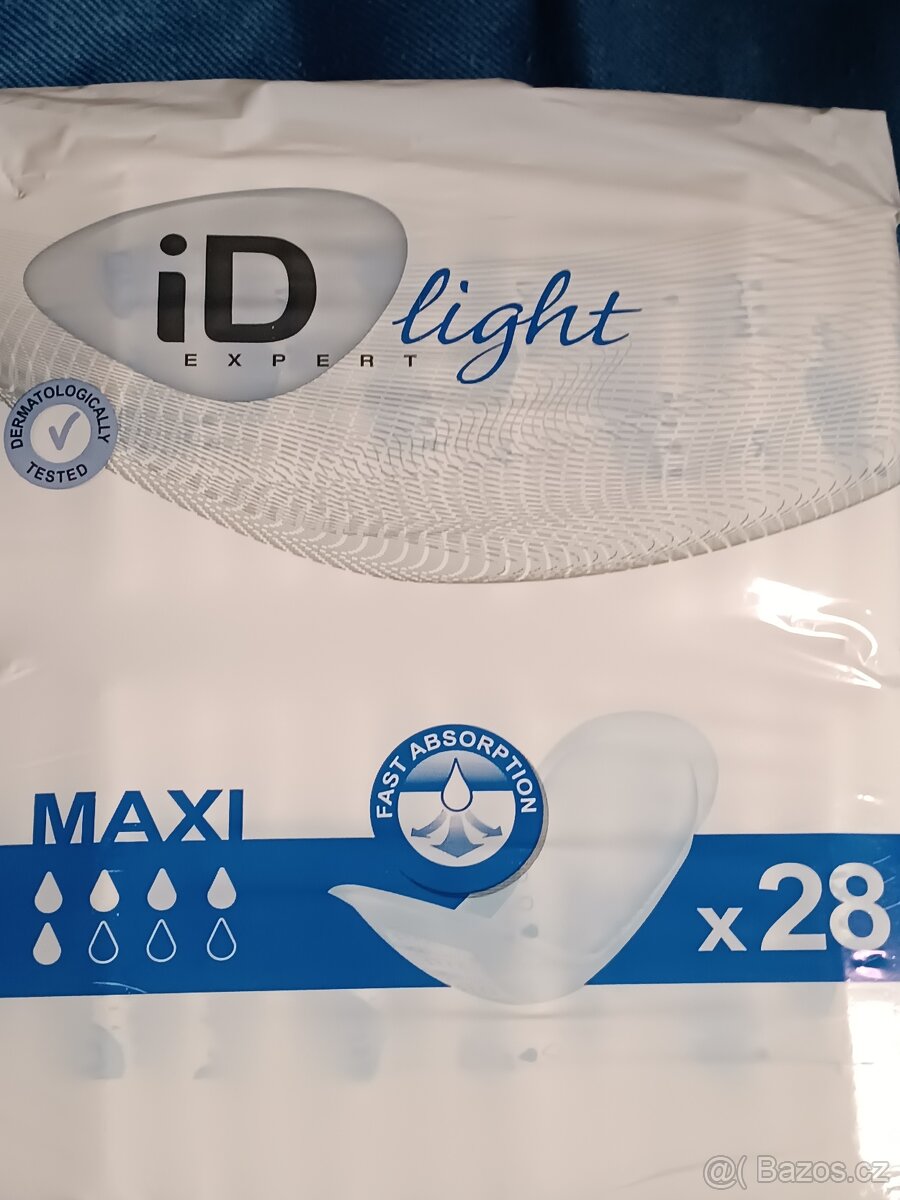 iD light
EXPERT
DERMATOLOGICALLY
TESTED
FAST ABSORPTION
MAXI
x28
@( Bazos.cz